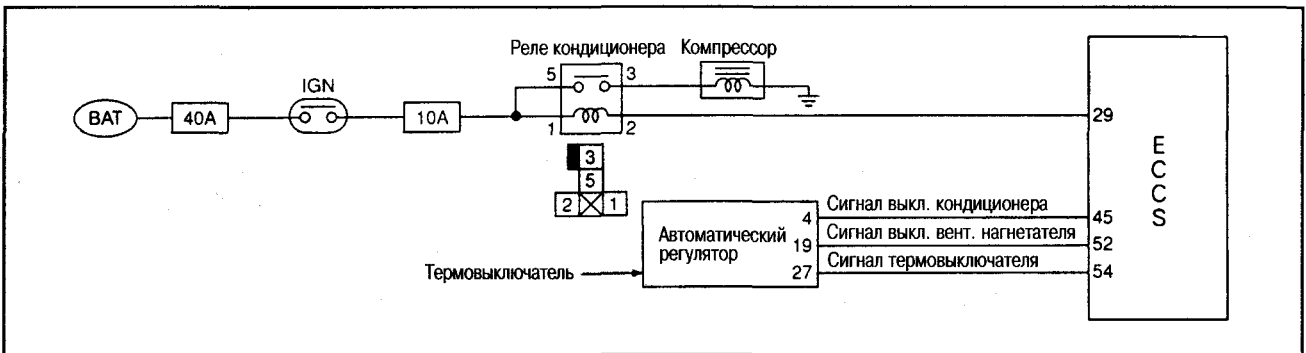 Реле кондиционера Компрессор
5 3
IGN
BAT 40A 10A
1 2 29
3
5
2 1
E
C
C
S
Автоматический
регулятор
4 Сигнал выкл. кондиционера 45
19 Сигнал выкл. вент. нагнетателя 52
27 Сигнал термовыключателя 54
Термовыключатель